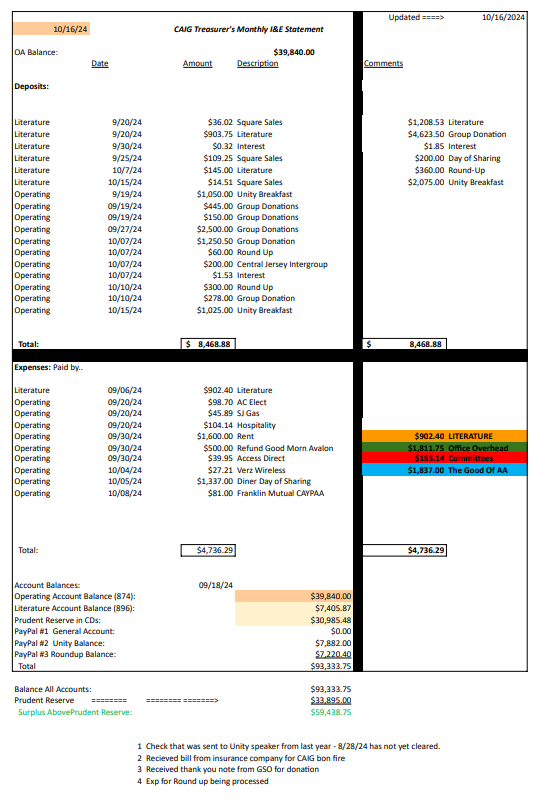 Updated ====> 10/16/2024
10/16/24 CAIG Treasurer's Monthly I&E Statement
OA Balance: $39,840.00
Date Amount Description Comments
Deposits:
Literature 9/20/24 $36.02 Square Sales $1,208.53 Literature
Literature 9/20/24 $903.75 Literature $4,623.50 Group Donation
Literature 9/30/24 $0.32 Interest $1.85 Interest
Literature 9/25/24 $109.25 Square Sales $200.00 Day of Sharing
Literature 10/7/24 $145.00 Literature $360.00 Round-Up
Literature 10/15/24 $14.51 Square Sales $2,075.00 Unity Breakfast
Operating 9/19/24 $1,050.00 Unity Breakfast
Operating 09/19/24 $445.00 Group Donations
Operating 09/19/24 $150.00 Group Donations
Operating 09/27/24 $2,500.00 Group Donations
Operating 10/07/24 $1,250.50 Group Donation
Operating 10/07/24 $60.00 Round Up
Operating 10/07/24 $200.00 Central Jersey Intergroup
Operating 10/07/24 $1.53 Interest
Operating 10/10/24 $300.00 Round Up
Operating 10/10/24 $278.00 Group Donation
Operating 10/15/24 $1,025.00 Unity Breakfast
Total: $ 8,468.88 $ 8,468.88
Expenses: Paid by..
Literature 09/06/24 $902.40 Literature
Operating 09/20/24 $98.70 AC Elect
Operating 09/20/24 $45.89 SJ Gas
Operating 09/20/24 $104.14 Hospitality
Operating 09/30/24 $1,600.00 Rent $902.40 LITERATURE
Operating 09/30/24 $500.00 Refund Good Morn Avalon $1,811.75 Office Overhead
Operating 09/30/24 $39.95 Access Direct $185.14 Committees
Operating 10/04/24 $27.21 Verz Wireless $1,837.00 The Good Of AA
Operating 10/05/24 $1,337.00 Diner Day of Sharing
Operating 10/08/24 $81.00 Franklin Mutual CAYPAA
Total: $4,736.29 $4,736.29
Account Balances: 09/18/24
Operating Account Balance (874): $39,840.00
Literature Account Balance (896): $7,405.87
Prudent Reserve in CDs: $30,985.48
PayPal #1 General Account: $0.00
PayPal #2 Unity Balance: $7,882.00
PayPal #3 Roundup Balance: $7,220.40
Total $93,333.75
Balance All Accounts: $93,333.75
Prudent Reserve ======== ======== =======> $33,895.00
Surplus AbovePrudent Reserve: $59,438.75
1 Check that was sent to Unity speaker from last year - 8/28/24 has not yet cleared.
2 Recieved bill from insurance company for CAIG bon fire
3 Received thank you note from GSO for donation
4 Exp for Round up being processed